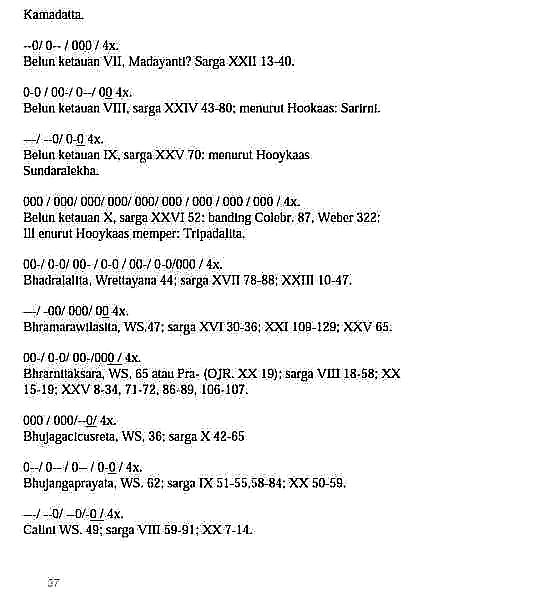 Kamadatta.
--0/ 0-- / 000 / 4x.
Belun ketauan VII, Madayanti? Sarga XXII 13-40.
0-0 / 00-/ 0--/ 00 4x.
Belun ketauan VIII, sarga XXIV 43-80; menurut Hookaas: Sarirni.
---/ --0/ 0-0 4x.
Belun ketauan IX, sarga XXV 70: menurut Hooykaas
Sundaralekha.
000 / 000/ 000/ 000/ 000/ 000 / 000 / 000 / 000 / 4x.
Belun ketauan X, sarga XXVI 52: banding Colebr. 87, Weber 322;
Ill enurut Hooykaas memper: Tripadalita.
00-/ 0-0/ 00- / 0-0 / 00-/ 0-0/000 / 4x.
Bhadralalita, Wrettayana 44; sarga XVII 78-88; XXIII 10-47.
---/ -00/ 000/ 00 4x.
Bhramarawilasita, WS.47; sarga XVI 30-36; XXI 109-129; XXV 65.
00-/ 0-0/ 00-/000 / 4x.
Bhrarntlaksara, WS, 65 atau Pra- (OJR. XX 19); sarga VIII 18-58; XX
15-19; XXV 8-34, 71-72, 86-89, 106-107.
000 / 000/--0/ 4x.
Bhujagacicusreta, WS, 36; sarga X 42-65
0--/ 0--/ 0-- / 0-0 / 4x.
Bhujangaprayata, WS. 62; sarga IX 51-55,58-84; XX 50-59.
---/ --0/ --0/-0 / 4x.
Calini WS. 49; sarga VIII 59-91; XX 7-14.
37